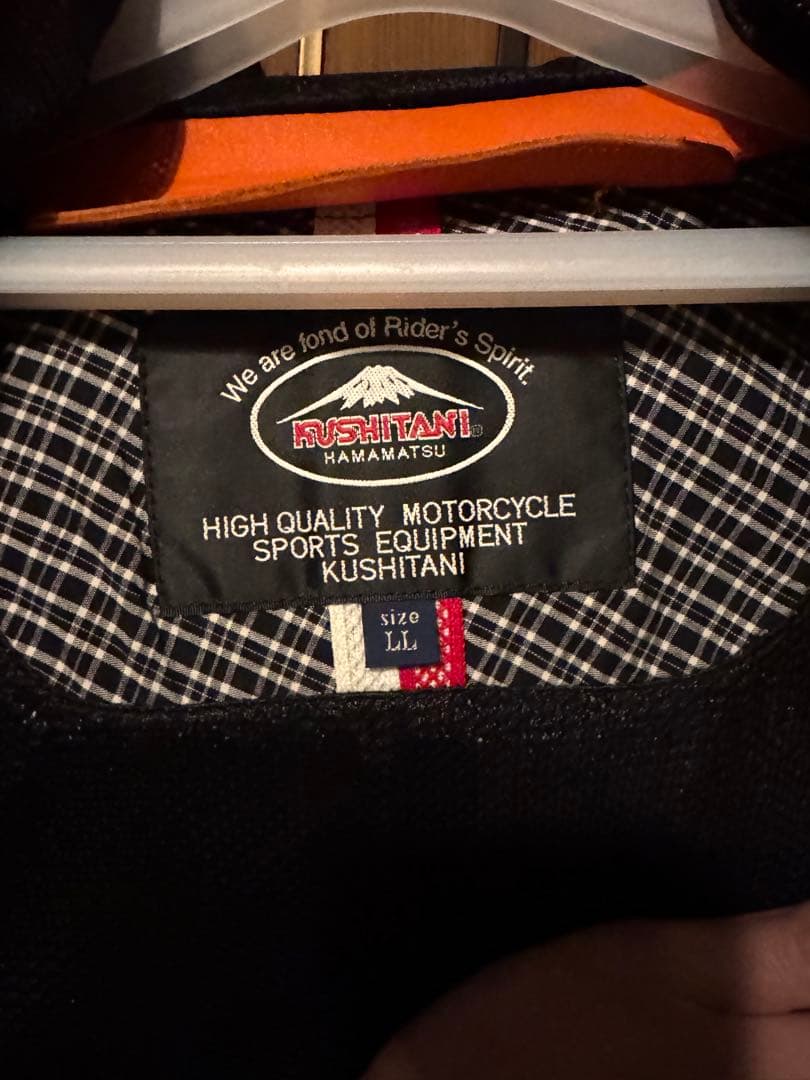 We are fond of Rider's Spirit.
KUSHITANI®
HAMAMATSU
HIGH QUALITY MOTORCYCLE
SPORTS EQUIPMENT
KUSHITANI
size
LL